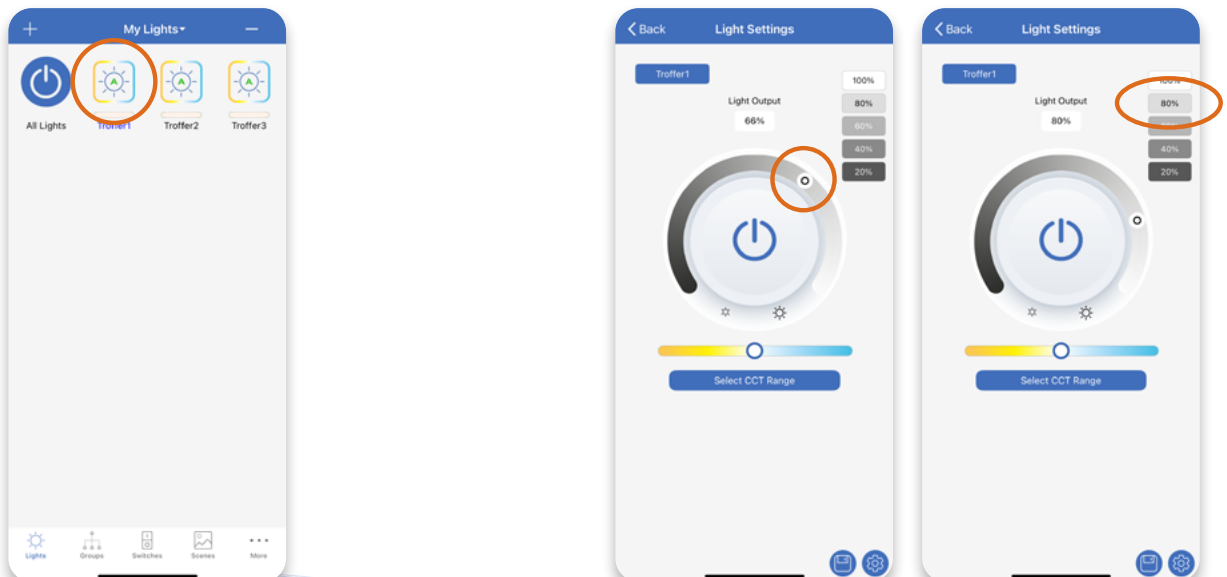 My Lights
All Lights
Troffer1
Troffer2
Troffer3
Lights
Groups
Switches
Scenes
More
Back
Light Settings
Troffer1
100%
Light Output
80%
66%
60%
40%
20%
Select CCT Range
Back
Light Settings
Troffer1
100%
Light Output
80%
80%
40%
20%
Select CCT Range